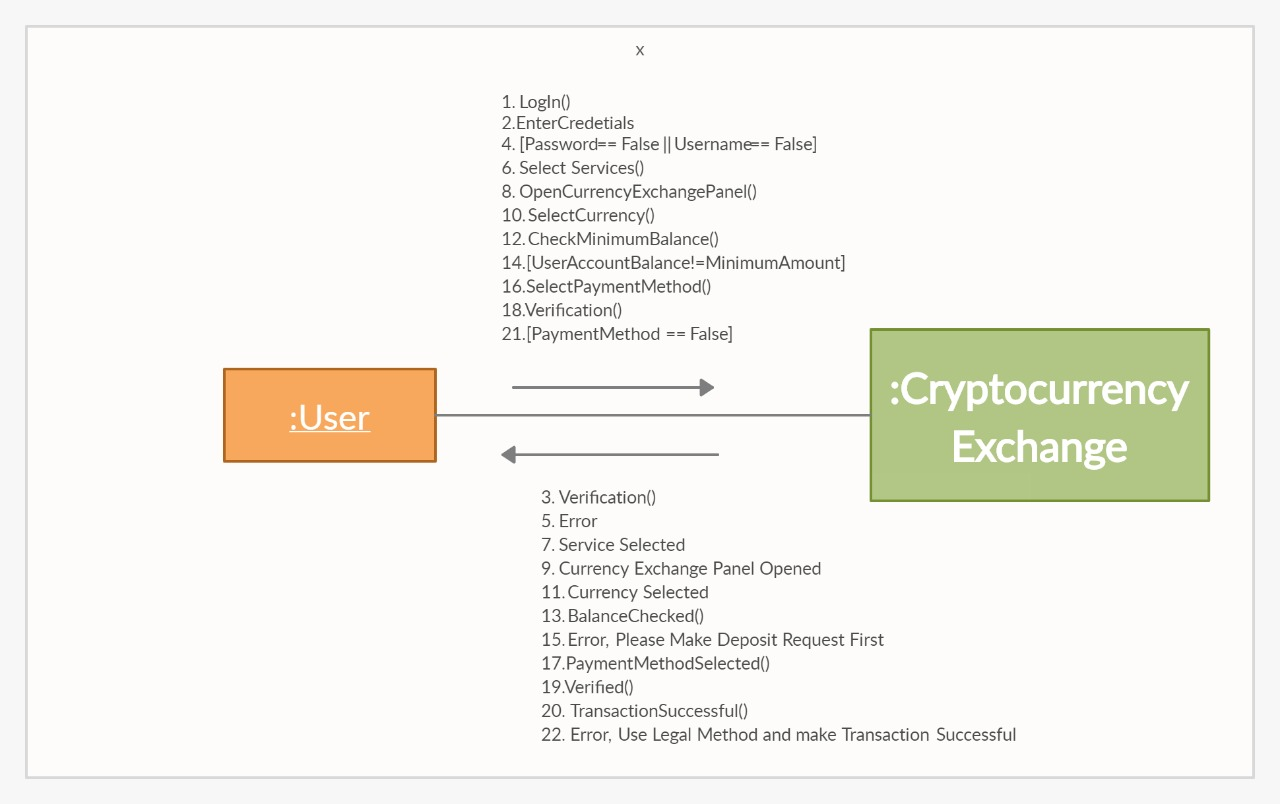 x
1. LogIn()
2.EnterCredetials
4. [Password== False || Username== False]
6. Select Services()
8. OpenCurrencyExchangePanel()
10. SelectCurrency()
12. CheckMinimumBalance()
14.[UserAccountBalance!=MinimumAmount]
16.SelectPaymentMethod()
18.Verification()
21.[PaymentMethod == False]
:User
:Cryptocurrency
Exchange
3. Verification()
5. Error
7. Service Selected
9. Currency Exchange Panel Opened
11. Currency Selected
13. BalanceChecked()
15. Error, Please Make Deposit Request First
17.PaymentMethodSelected()
19.Verified()
20. TransactionSuccessful()
22. Error, Use Legal Method and make Transaction Successful